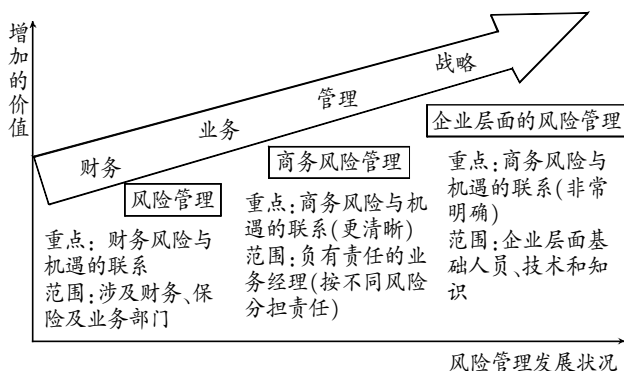 增加的价值
财务
业务
管理
战略
风险管理
重点: 财务风险与
机遇的联系
范围:涉及财务、保
险及业务部门
商务风险管理
重点:商务风险与机
遇的联系(更清晰)
范围:负有责任的业
务经理(按不同风险
分担责任)
企业层面的风险管理
重点:商务风险与
机遇的联系(非常
明确)
范围:企业层面基
础人员、技术和知
识
风险管理发展状况